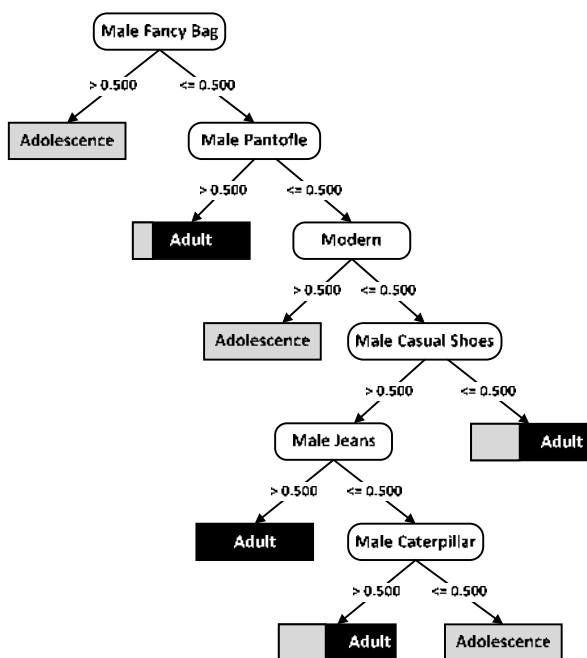 Male Fancy Bag
> 0.500
<= 0.500
Adolescence
Male Pantofle
> 0.500
<= 0.500
Adult
Modern
> 0.500
<= 0.500
Adolescence
Male Casual Shoes
> 0.500
<= 0.500
Male Jeans
Adult
> 0.500
<= 0.500
Adult
Male Caterpillar
> 0.500
<= 0.500
Adult
Adolescence